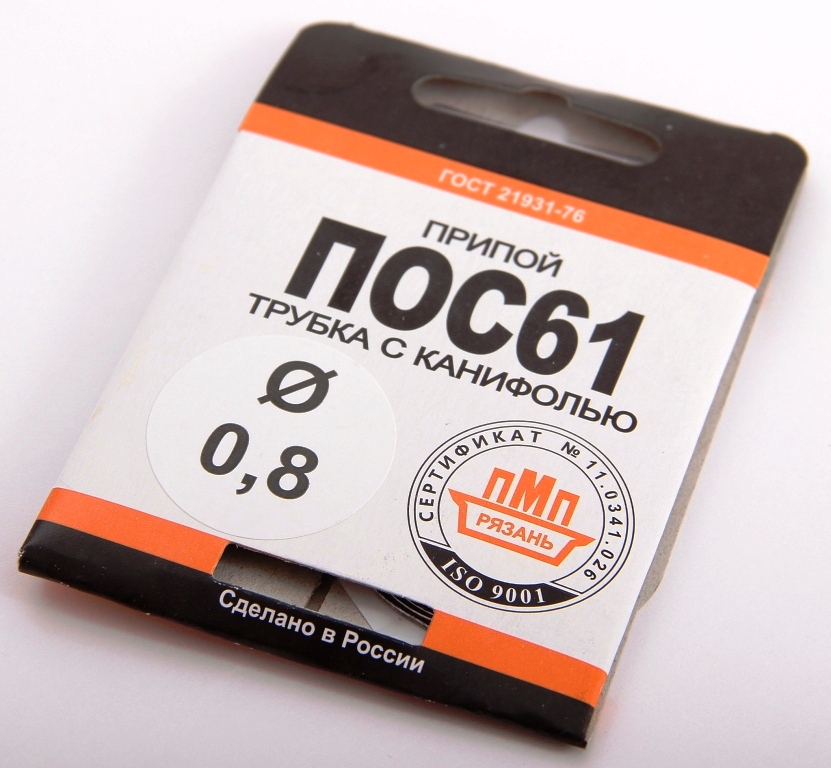 ГОСТ 21931-76
ПРИПОЙ
ПОС61
ТРУБКА С КАНИФОЛЬЮ
Ø
0,8
СЕРТИФИКАТ № 11.0341.026
ПМП
РЯЗАНЬ
ISO 9001
Сделано в России